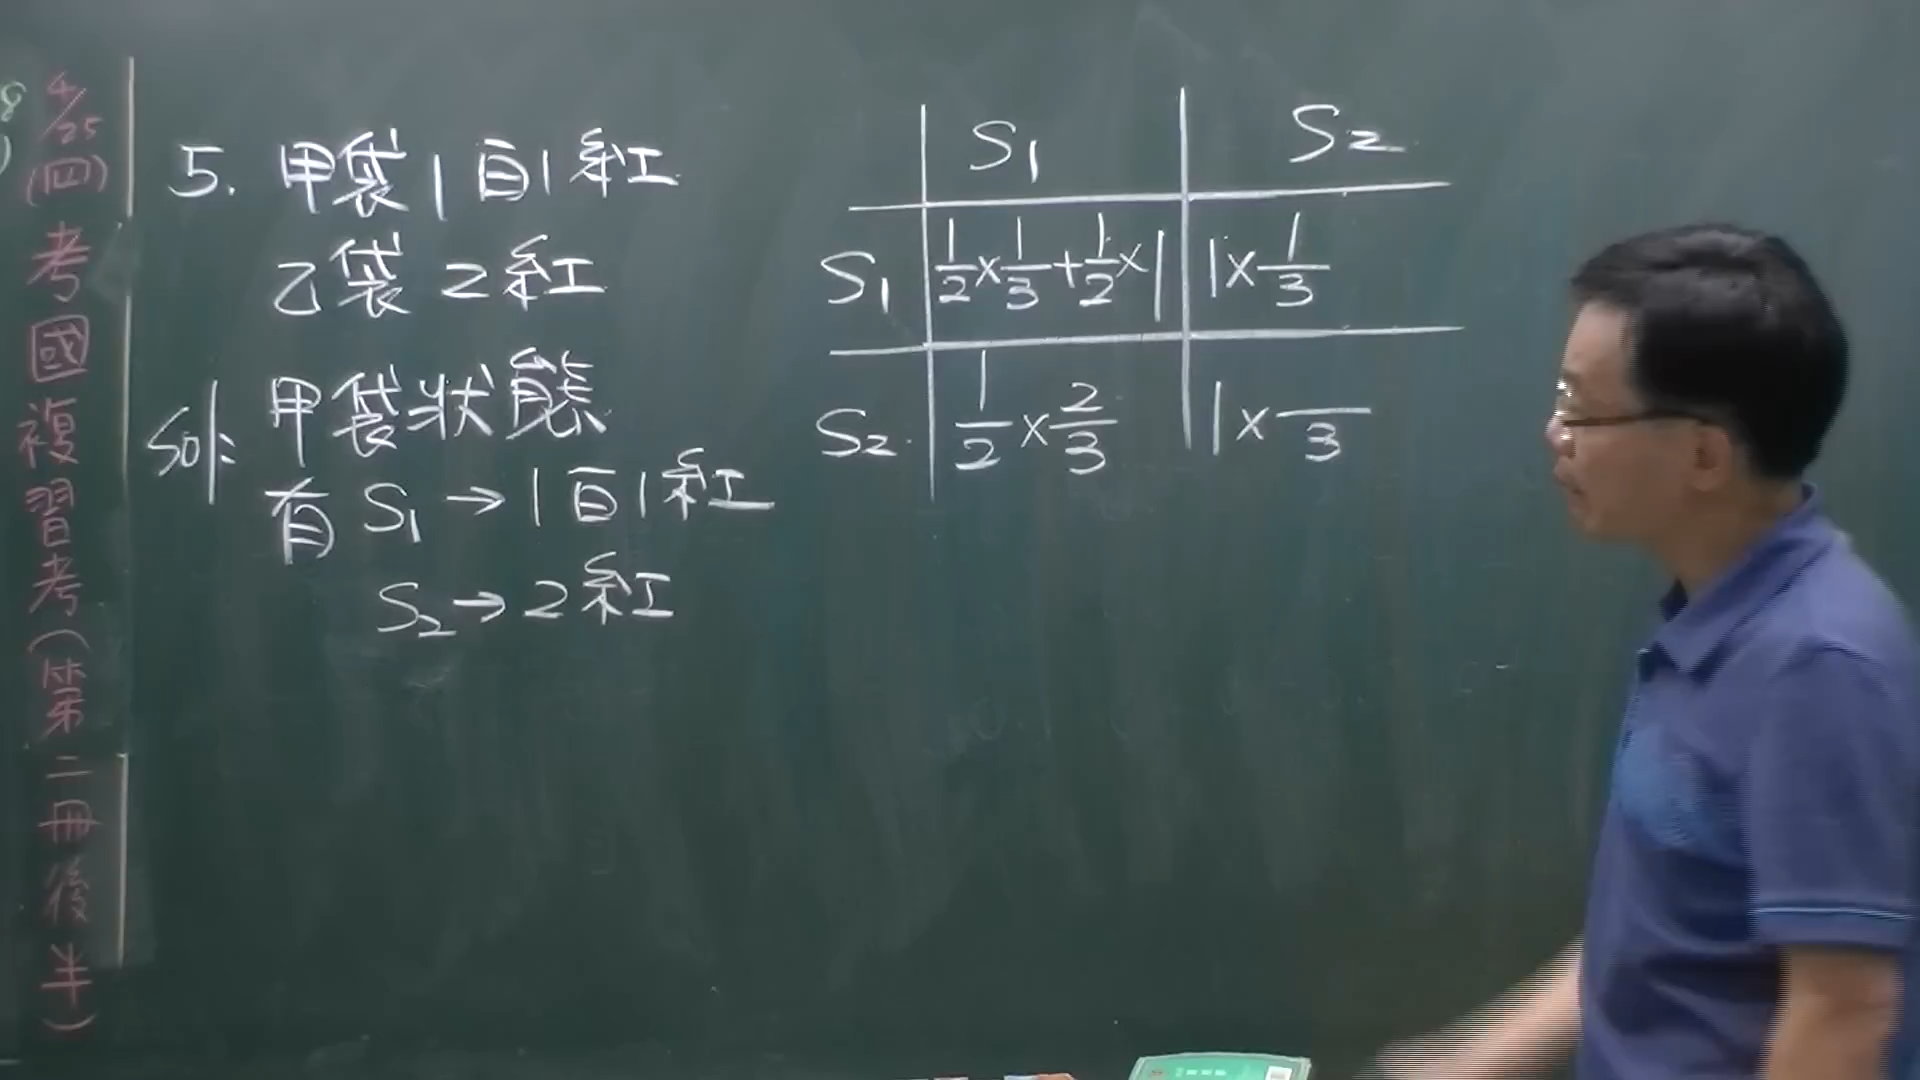 4/25
(四)
考國複習考(第二冊後半)
5. 甲袋1白1紅
乙袋2紅
sol: 甲袋狀態
有 S₁ → 1白1紅
S₂ → 2紅
S₁ S₂
S₁ 1/2 × 1/3 + 1/2 × 1 1 × 1/3
S₂ 1/2 × 2/3 1 × /3